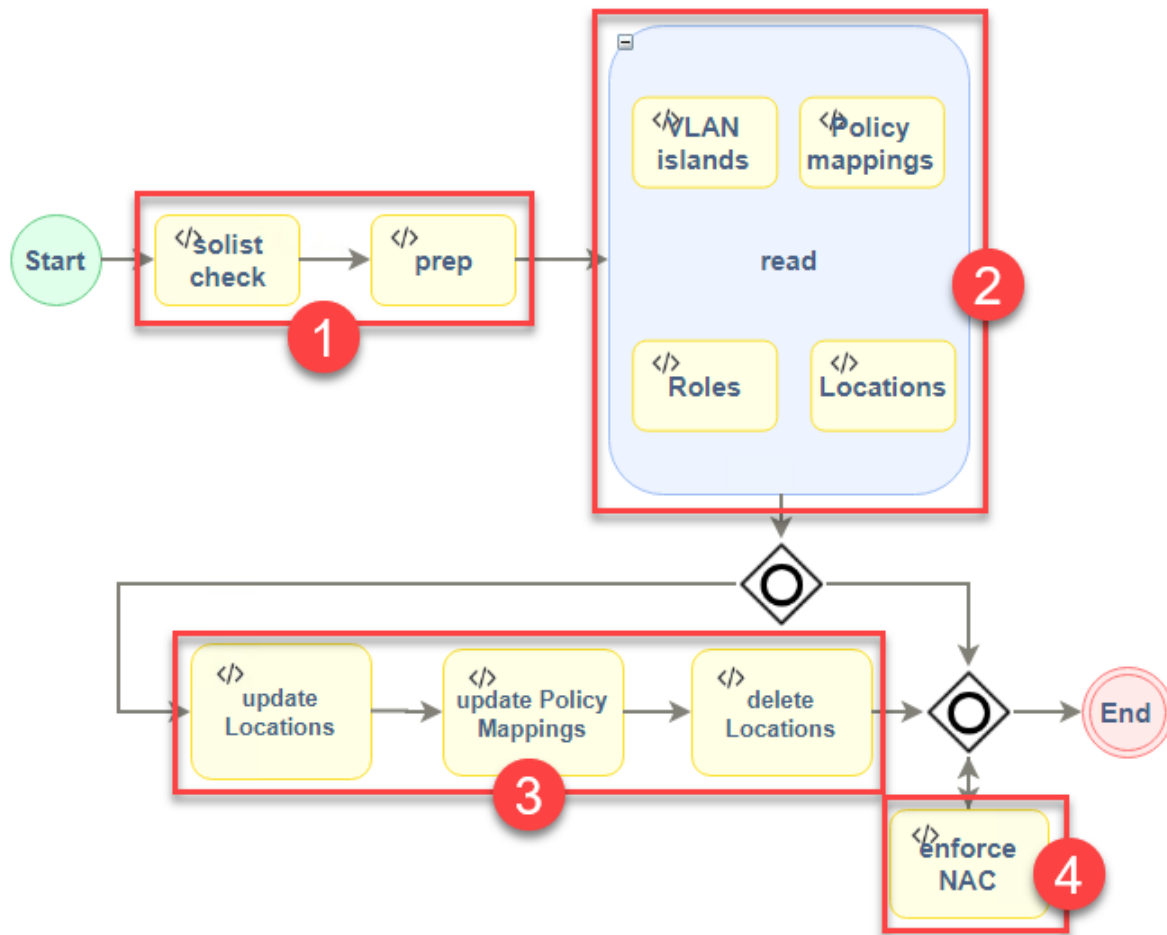 Start
solist
check
prep
1
VLAN
islands
Policy
mappings
read
Roles
Locations
2
update
Locations
update Policy
Mappings
delete
Locations
3
End
enforce
NAC
4